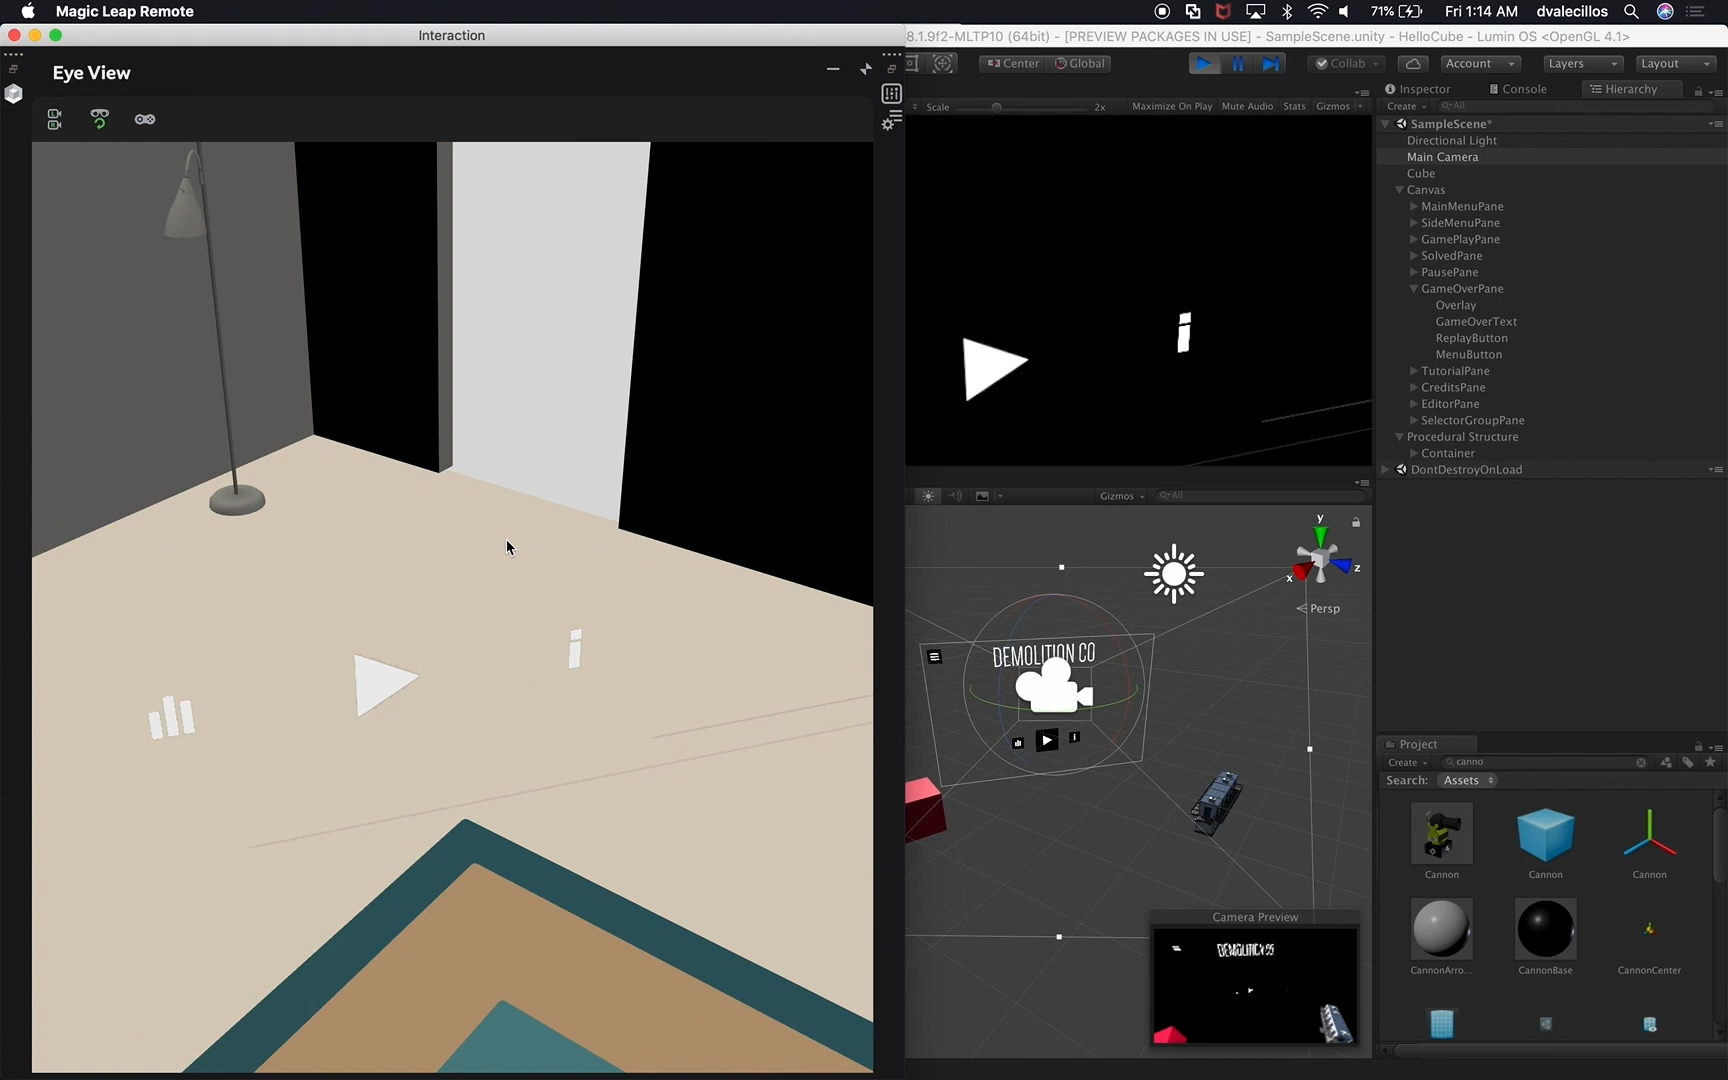 Magic Leap Remote
71%
Fri 1:14 AM
dvalecillos
Interaction
8.1.9f2-MLTP10 (64bit) - [PREVIEW PACKAGES IN USE] - SampleScene.unity - HelloCube - Lumin OS <OpenGL 4.1>
Eye View
Center
Global
Collab
Account
Layers
Layout
Inspector
Console
Hierarchy
Scale
2x
Maximize On Play
Mute Audio
Stats
Gizmos
Create
All
SampleScene*
Directional Light
Main Camera
Cube
Canvas
MainMenuPane
SideMenuPane
GamePlayPane
SolvedPane
PausePane
GameOverPane
Overlay
GameOverText
ReplayButton
MenuButton
TutorialPane
CreditsPane
EditorPane
SelectorGroupPane
Procedural Structure
Container
DontDestroyOnLoad
Gizmos
All
y
x
z
Persp
DEMOLITION CO
Camera Preview
Project
Create
canno
Search:
Assets
Cannon
Cannon
Cannon
CannonArro...
CannonBase
CannonCenter